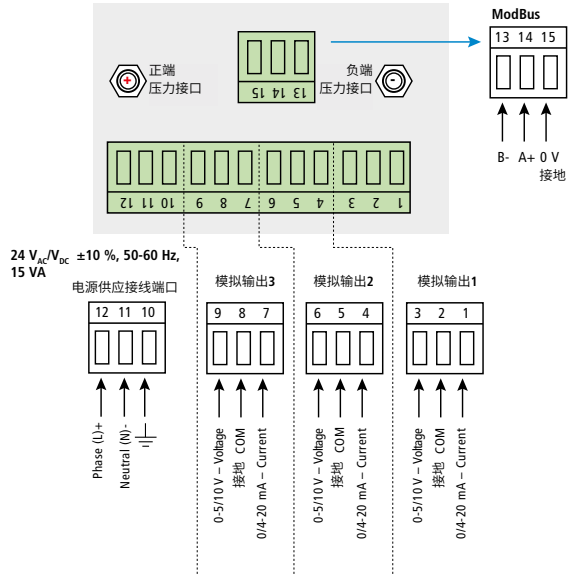 ModBus
13 14 15
正端
压力接口
+
负端
压力接口
-
15 14 13
B- A+ 0 V
接地
12 11 10 9 8 7 6 5 4 3 2 1
24 VAC/VDC ±10 %, 50-60 Hz,
15 VA
电源供应接线端口
模拟输出3
模拟输出2
模拟输出1
12 11 10
9 8 7
6 5 4
3 2 1
Phase (L)+
Neutral (N)-
0-5/10 V – Voltage
接地 COM
0/4-20 mA – Current
0-5/10 V – Voltage
接地 COM
0/4-20 mA – Current
0-5/10 V – Voltage
接地 COM
0/4-20 mA – Current